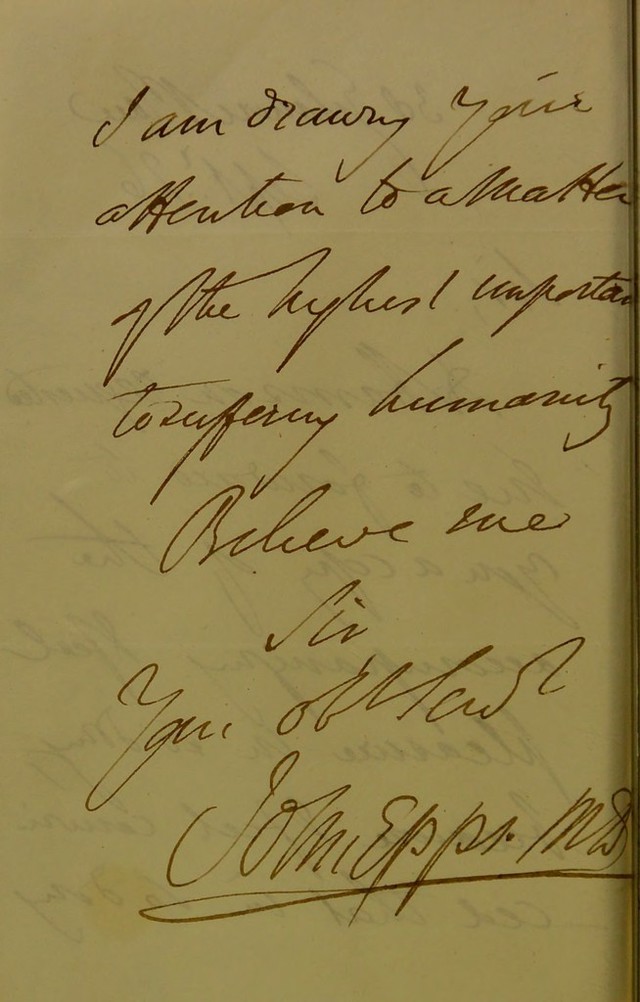 I am drawing your
attention to a matter
of the highest importan
to suffering humanity
Believe me
Sir
Your obt Servt
John Epps. MD